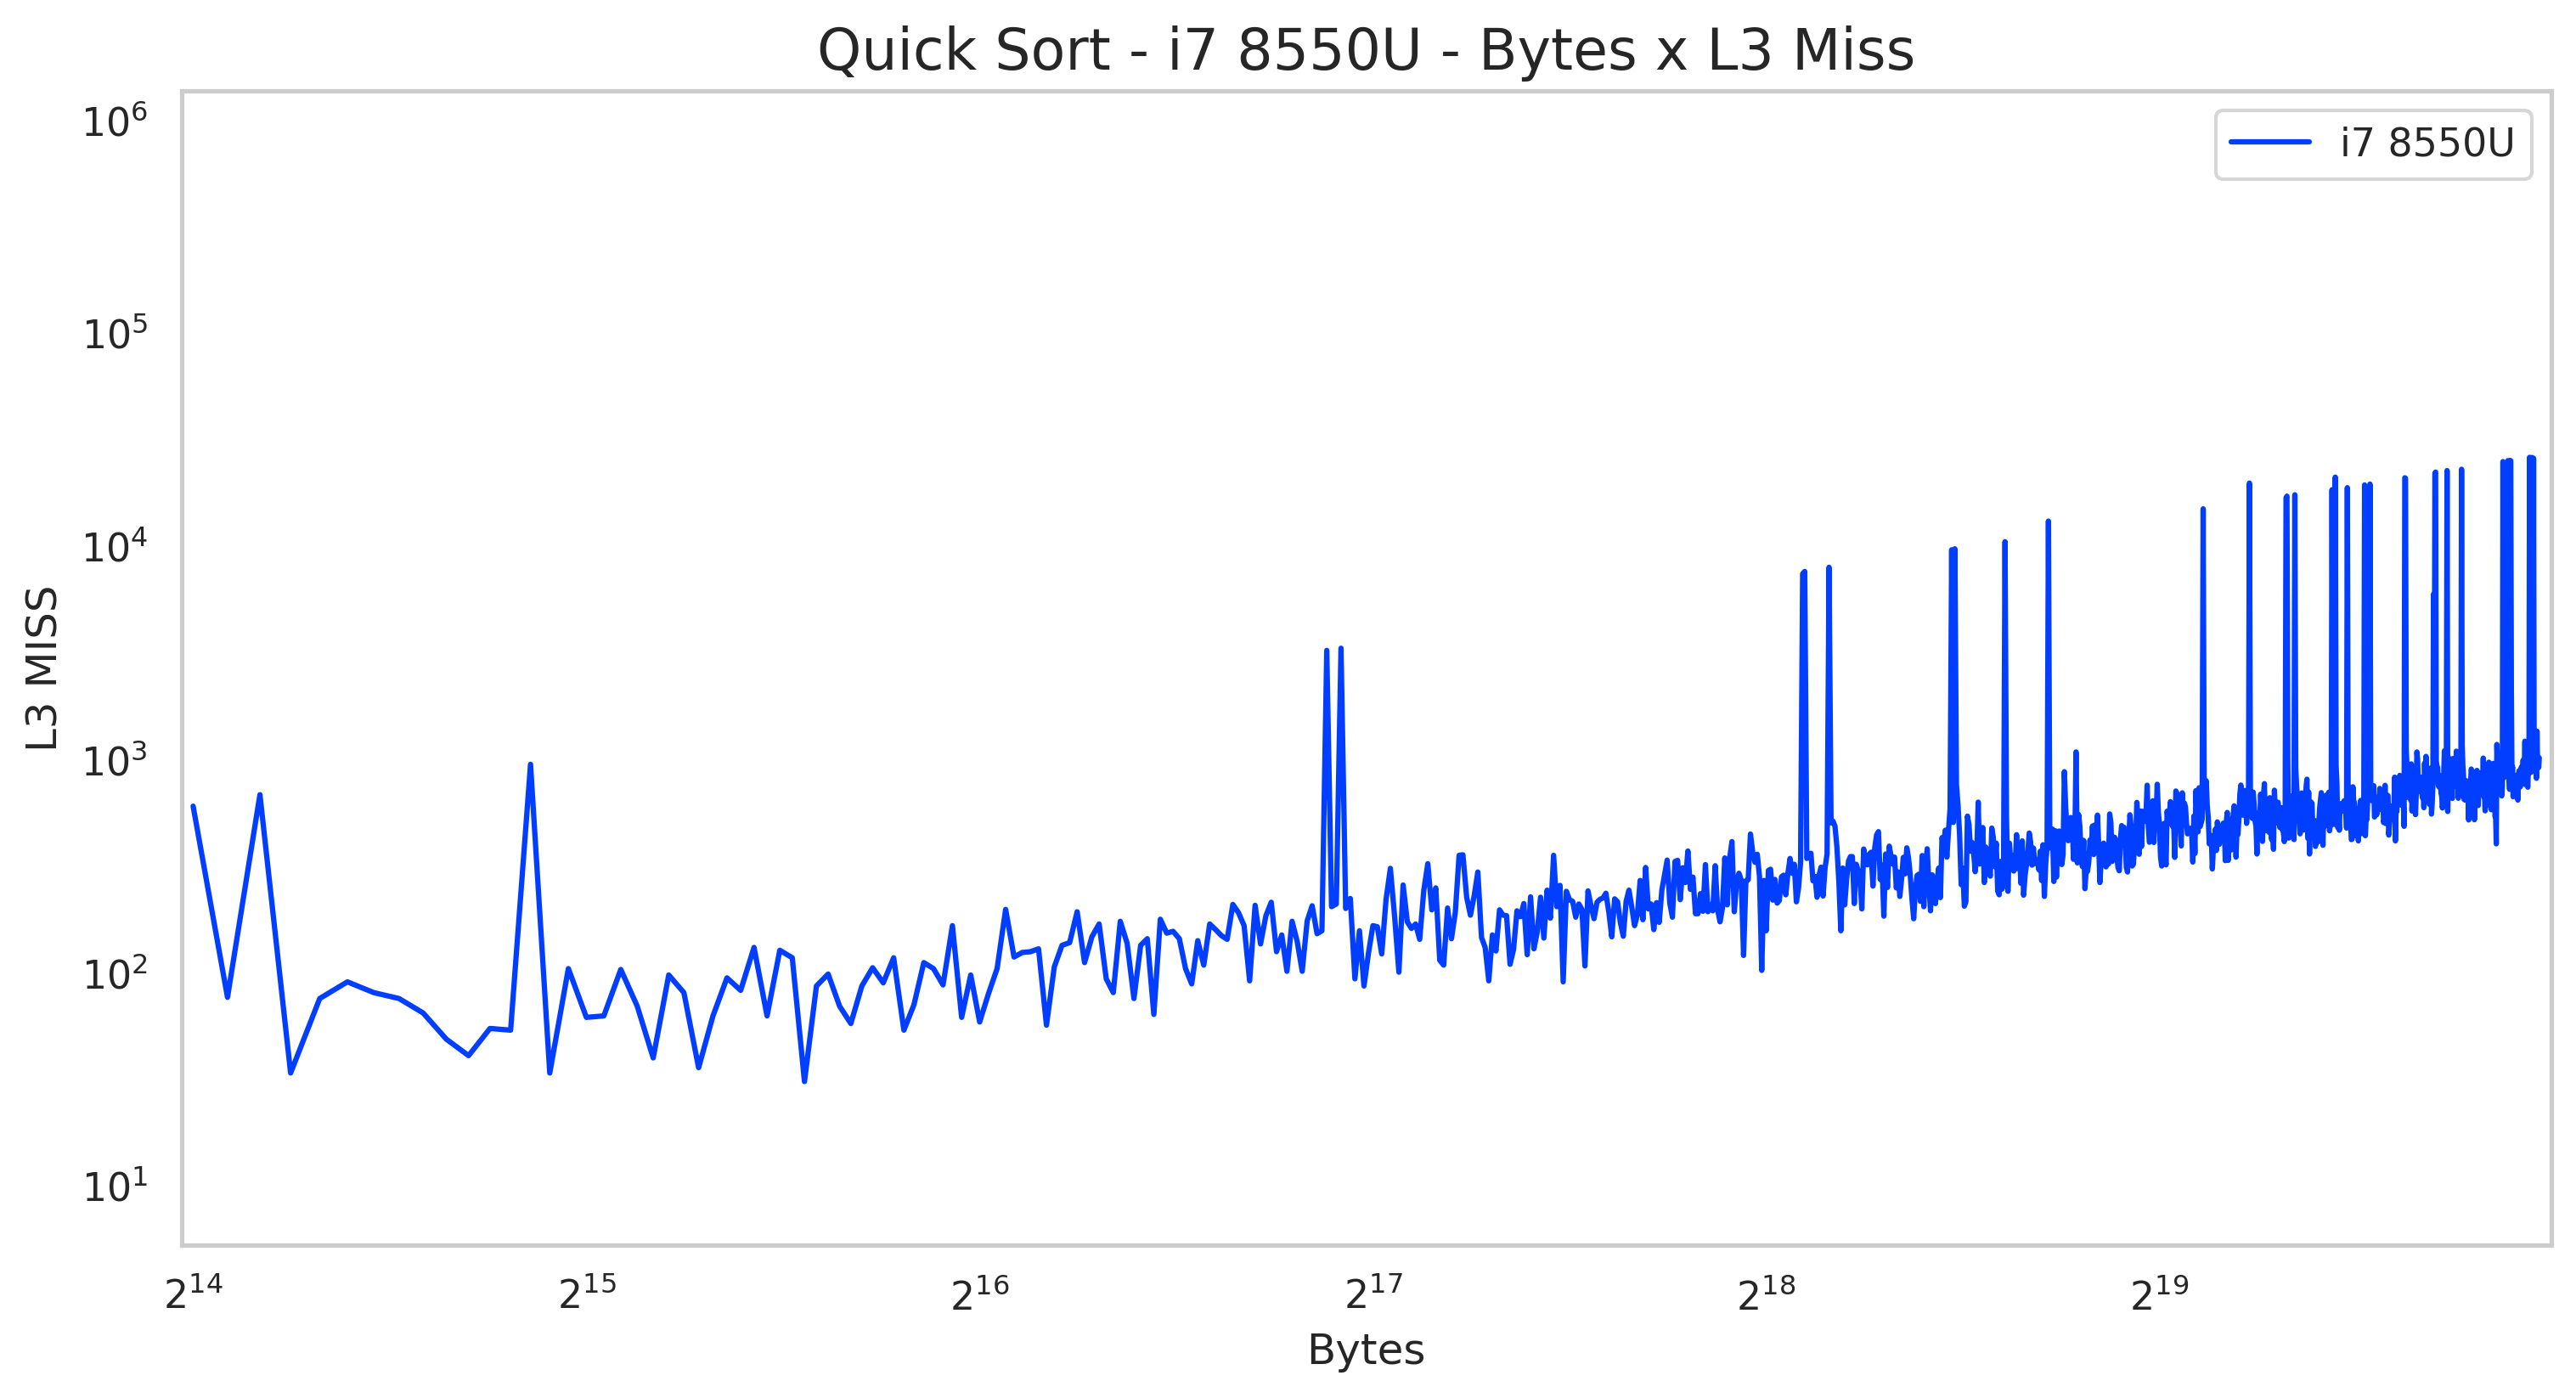 Quick Sort - i7 8550U - Bytes x L3 Miss
i7 8550U
L3 MISS
10⁶
10⁵
10⁴
10³
10²
10¹
2¹⁴ 2¹⁵ 2¹⁶ 2¹⁷ 2¹⁸ 2¹⁹
Bytes